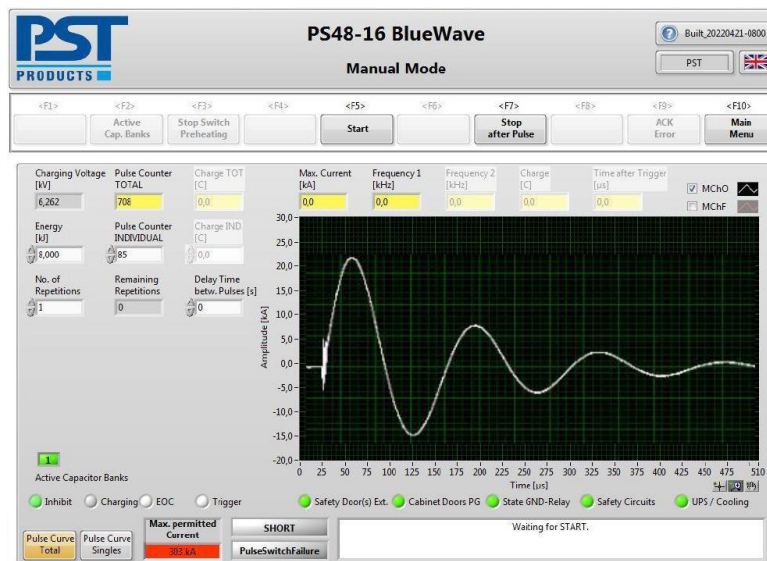 PST
PRODUCTS
PS48-16 BlueWave
Manual Mode
Built_20220421-0800
PST
<F1> <F2> <F3> <F4> <F5> <F6> <F7> <F8> <F9> <F10>
Active
Cap. Banks
Stop Switch
Preheating
Start
Stop
after Pulse
ACK
Error
Main
Menu
Charging Voltage
[kV]
6,262
Pulse Counter
TOTAL
708
Charge TOT
[C]
0,0
Energy
[kJ]
8,000
Pulse Counter
INDIVIDUAL
85
Charge IND
[C]
0,0
No. of
Repetitions
1
Remaining
Repetitions
0
Delay Time
betw. Pulses [s]
0
Max. Current
[kA]
0,0
Frequency 1
[kHz]
0,0
Frequency 2
[kHz]
0,0
Charge
[C]
0,0
Time after Trigger
[µs]
0,0
MChO
MChF
30,0
25,0
20,0
15,0
10,0
5,0
0,0
-5,0
-10,0
-15,0
-20,0
Amplitude [kA]
0 25 50 75 100 125 150 175 200 225 250 275 300 325 350 375 400 425 450 475 510
Time [µs]
1
Active Capacitor Banks
Inhibit Charging EOC Trigger
Safety Door(s) Ext. Cabinet Doors PG State GND-Relay Safety Circuits UPS / Cooling
Pulse Curve
Total
Pulse Curve
Singles
Max. permitted
Current
303 kA
SHORT
PulseSwitchFailure
Waiting for START.